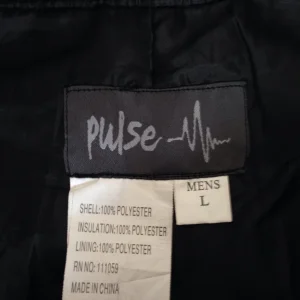 pulse
MENS
L
SHELL:100% POLYESTER
INSULATION:100% POLYESTER
LINING:100% POLYESTER
RN NO: 111059
MADE IN CHINA